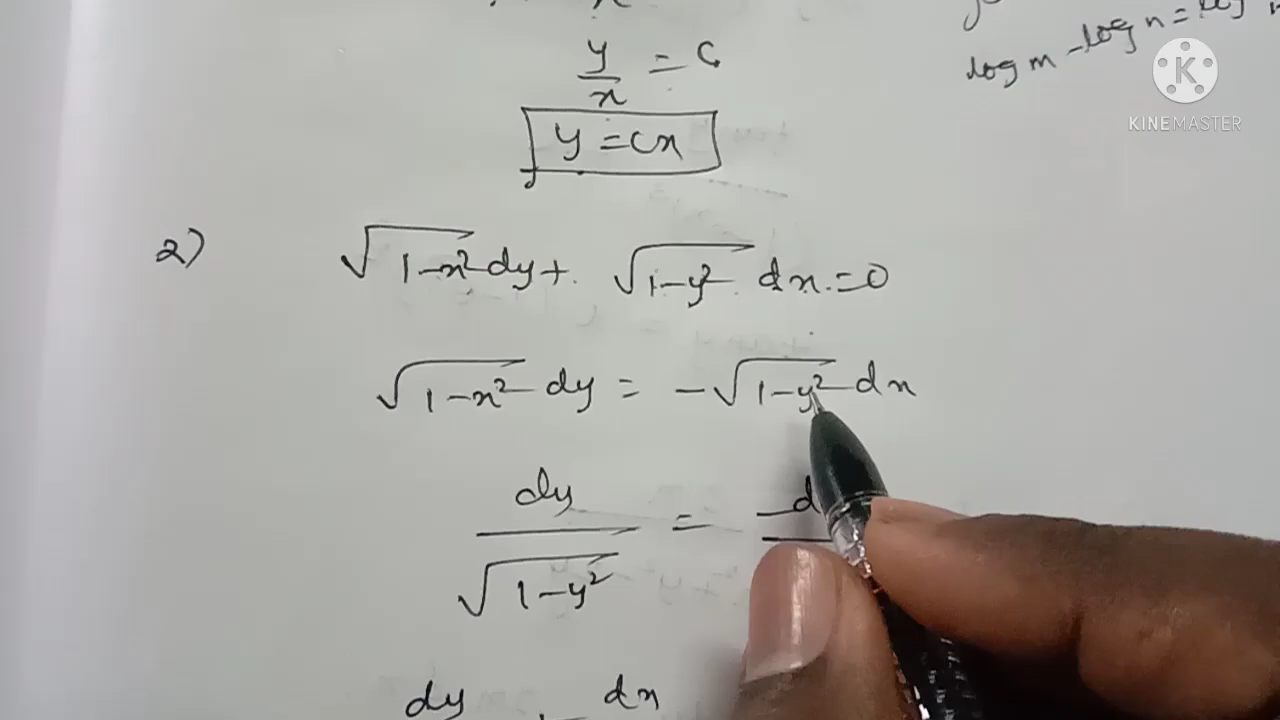 log m - log n = log
K
KINEMASTER
y/x = c
y = cx
2) √1-x² dy + √1-y² dx = 0
√1-x² dy = -√1-y² dx
dy/√1-y² = -d
dy dx